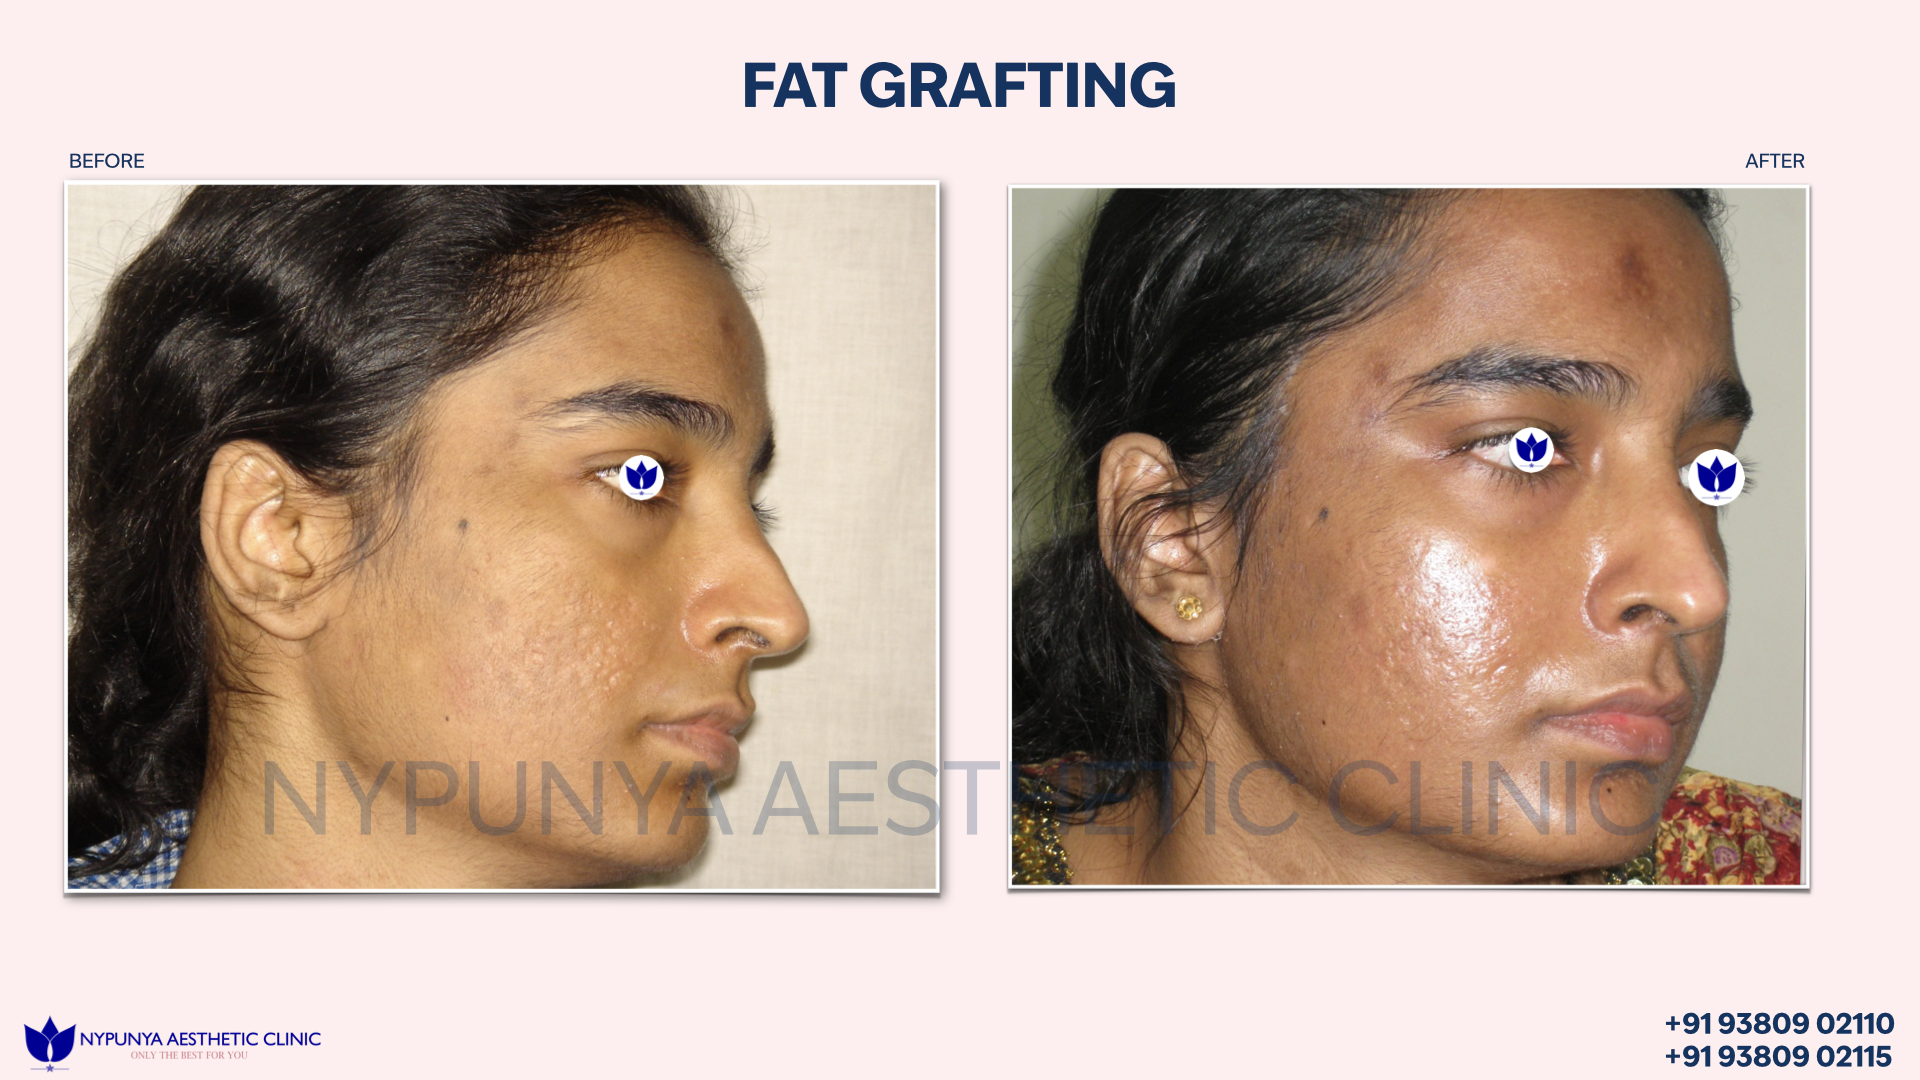 FAT GRAFTING
BEFORE
AFTER
NYPUNYA AESTHETIC CLINIC
NYPUNYA AESTHETIC CLINIC
ONLY THE BEST FOR YOU
+91 93809 02110
+91 93809 02115